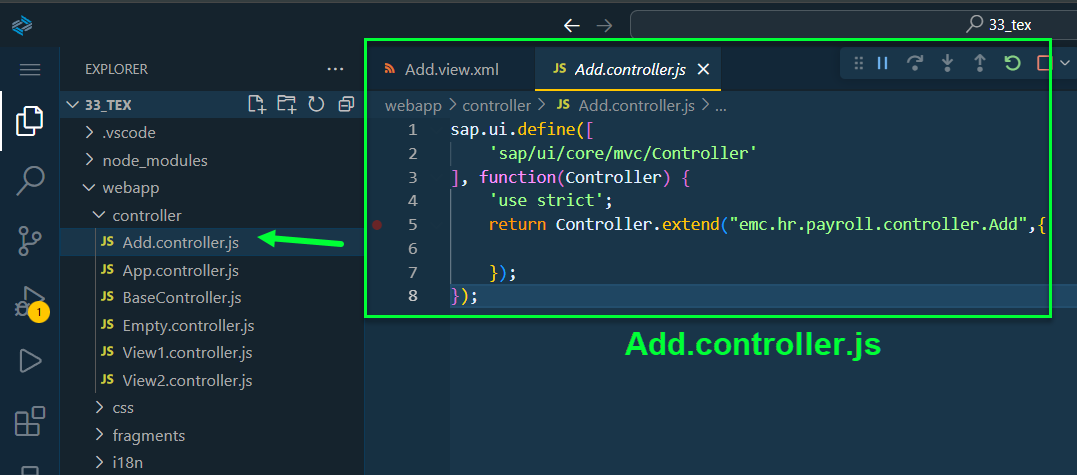 33_tex
EXPLORER
...
33_TEX
.vscode
node_modules
webapp
controller
JS Add.controller.js
JS App.controller.js
JS BaseController.js
JS Empty.controller.js
JS View1.controller.js
JS View2.controller.js
css
fragments
i18n
1
Add.view.xml
JS Add.controller.js
webapp > controller > JS Add.controller.js > ...
1 sap.ui.define([
2 'sap/ui/core/mvc/Controller'
3 ], function(Controller) {
4 'use strict';
5 return Controller.extend("emc.hr.payroll.controller.Add",{
6
7 });
8 });
Add.controller.js